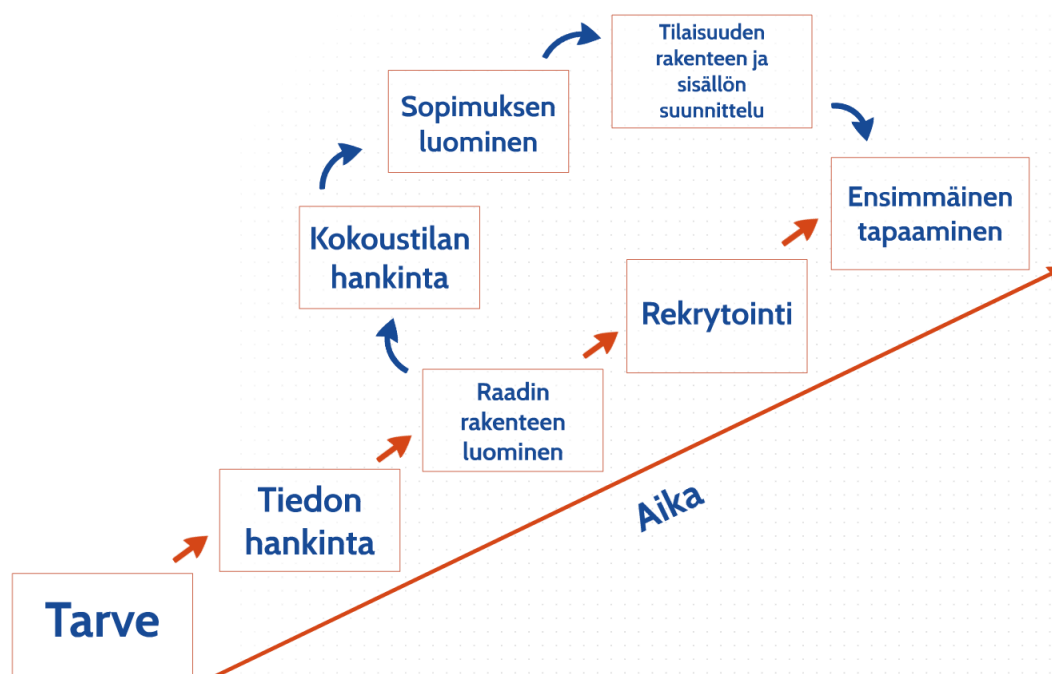 Tarve
Tiedon
hankinta
Raadin
rakenteen
luominen
Kokoustilan
hankinta
Sopimuksen
luominen
Tilaisuuden
rakenteen ja
sisällön
suunnittelu
Rekrytointi
Ensimmäinen
tapaaminen
Aika